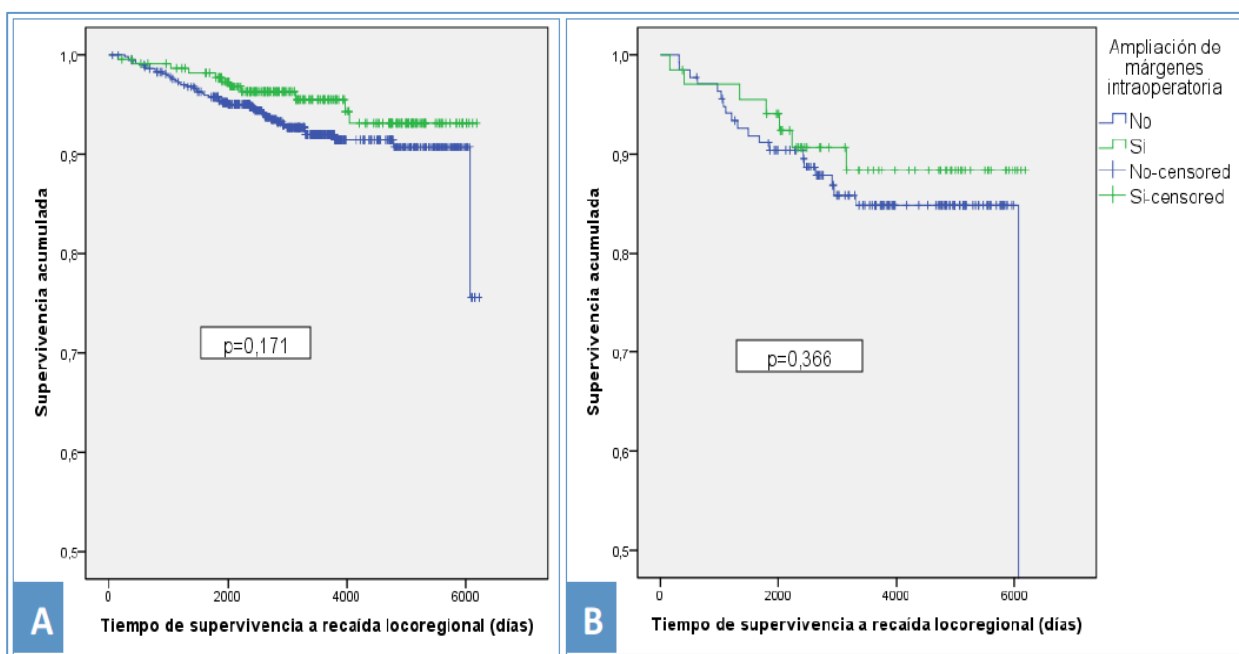 Supervivencia acumulada
1,0
0,9
0,8
0,7
0,6
0,5
p=0,171
0
2000
4000
6000
A
Tiempo de supervivencia a recaída locoregional (días)
Supervivencia acumulada
1,0
0,9
0,8
0,7
0,6
0,5
p=0,366
0
2000
4000
6000
B
Tiempo de supervivencia a recaída locoregional (días)
Ampliación de
márgenes
intraoperatoria
No
Si
No-censored
Si-censored